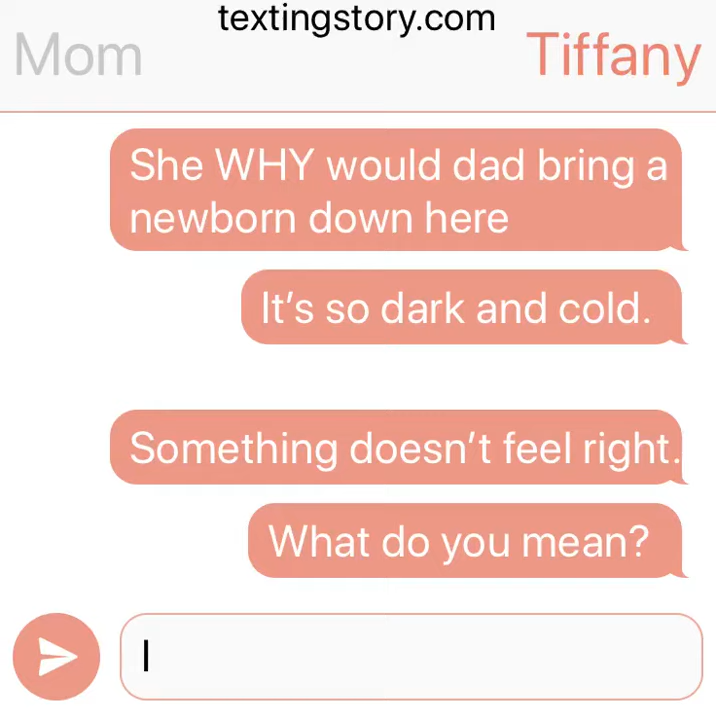 textingstory.com
Mom
Tiffany
She WHY would dad bring a
newborn down here
It's so dark and cold.
Something doesn't feel right.
What do you mean?